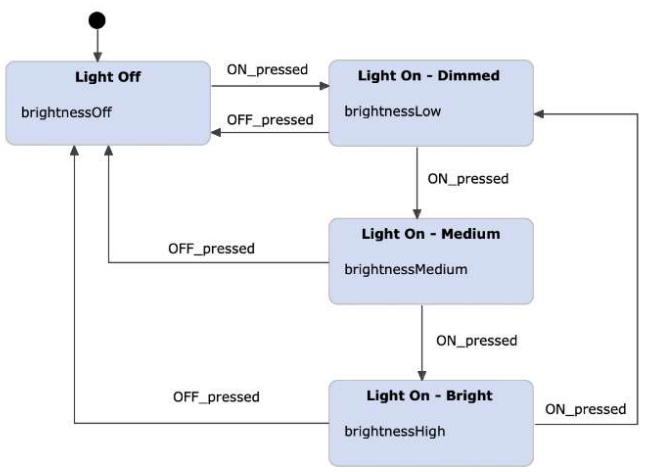 Light Off
brightnessOff
ON_pressed
Light On - Dimmed
brightnessLow
OFF_pressed
ON_pressed
Light On - Medium
brightnessMedium
OFF_pressed
ON_pressed
Light On - Bright
brightnessHigh
OFF_pressed
ON_pressed